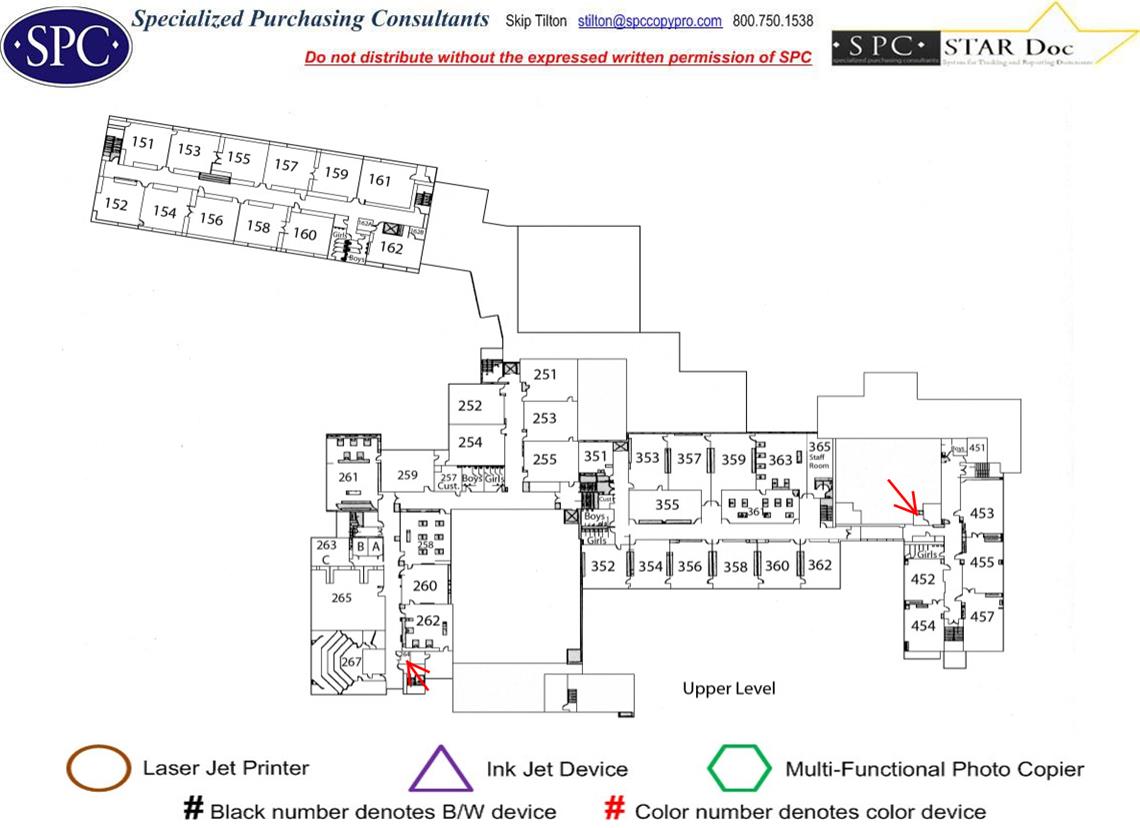 Specialized Purchasing Consultants Skip Tilton stilton@spccopypro.com 800.750.1538
·SPC·
·SPC· STAR Doc
specialized purchasing consultants System for Tracking and Reporting Documents
Do not distribute without the expressed written permission of SPC
151 153 155 157 159 161
152 154 156 158 160 162
162A 162B
Girls
Boys
251
252 253
254 255
257 Cust.
Boys Girls
259
261
263 C B A
265
267
258
260
262
351 353 357 359 363
365 Staff Room
355 36
Cust
Boys
Girls
352 354 356 358 360 362
Boys 451
453
Girls
452 455
454 457
Upper Level
Laser Jet Printer Ink Jet Device Multi-Functional Photo Copier
# Black number denotes B/W device # Color number denotes color device